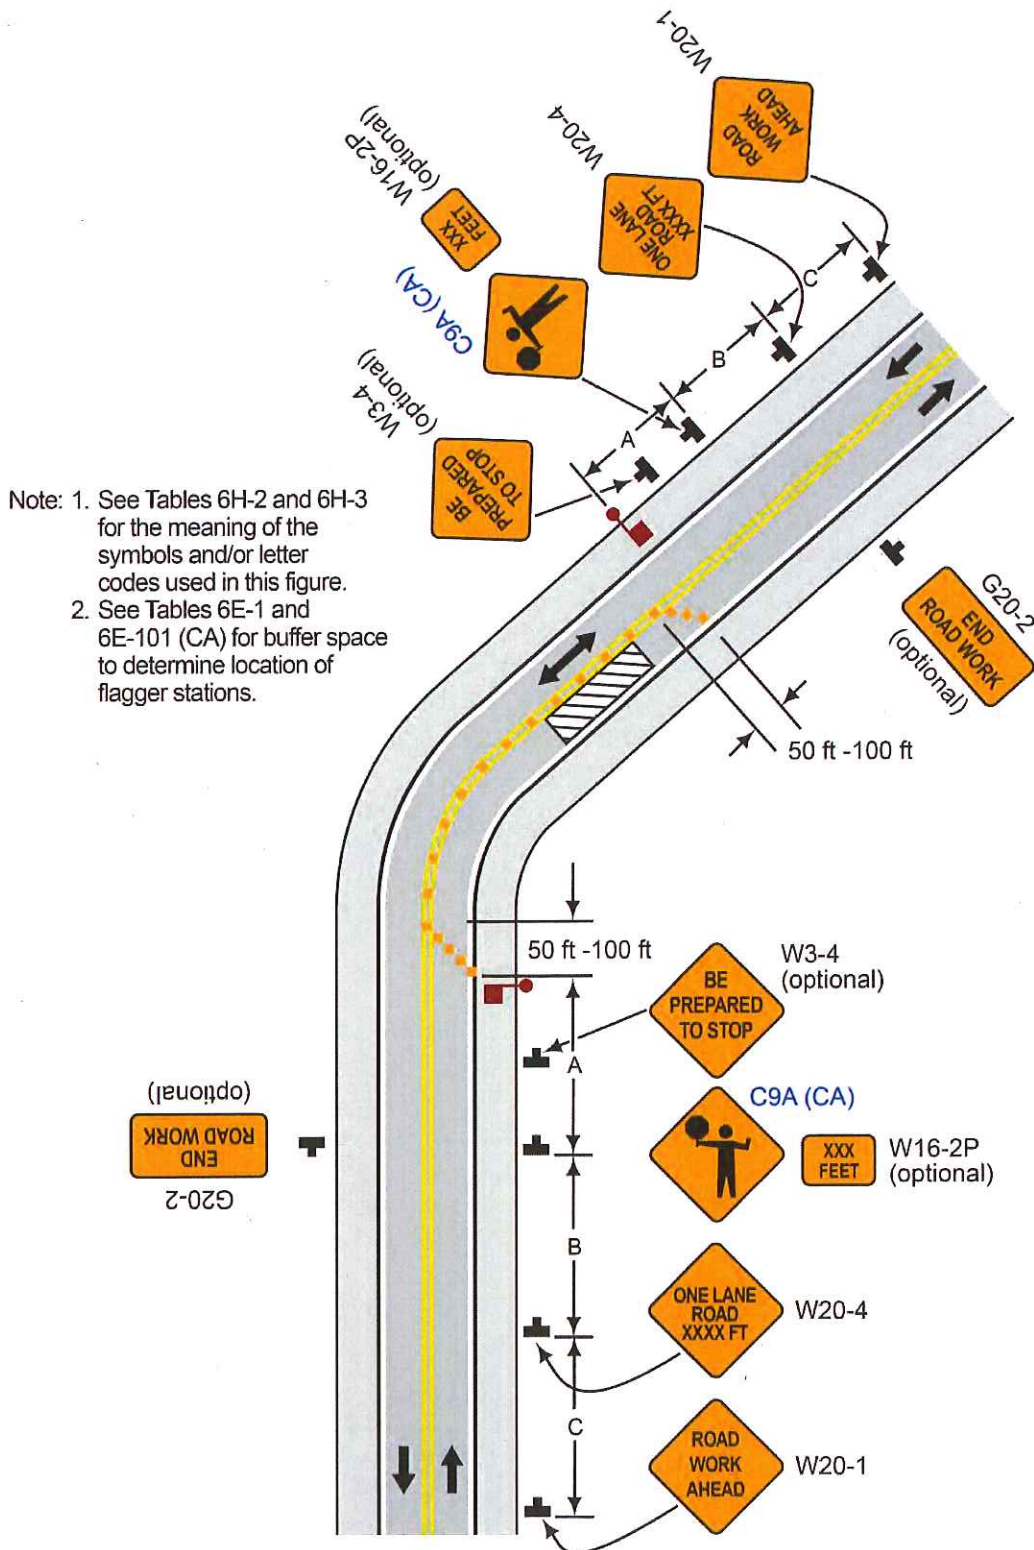 W20-1
ROAD
WORK
AHEAD
W20-4
ONE LANE
ROAD
XXXX FT
W16-2P
(optional)
XXX
FEET
C9A (CA)
W3-4
(optional)
BE
PREPARED
TO STOP
A
B
C
Note: 1. See Tables 6H-2 and 6H-3
for the meaning of the
symbols and/or letter
codes used in this figure.
2. See Tables 6E-1 and
6E-101 (CA) for buffer space
to determine location of
flagger stations.
G20-2
END
ROAD WORK
(optional)
50 ft -100 ft
50 ft -100 ft
BE
PREPARED
TO STOP
W3-4
(optional)
A
C9A (CA)
XXX
FEET
W16-2P
(optional)
G20-2
END
ROAD WORK
(optional)
B
ONE LANE
ROAD
XXXX FT
W20-4
C
ROAD
WORK
AHEAD
W20-1